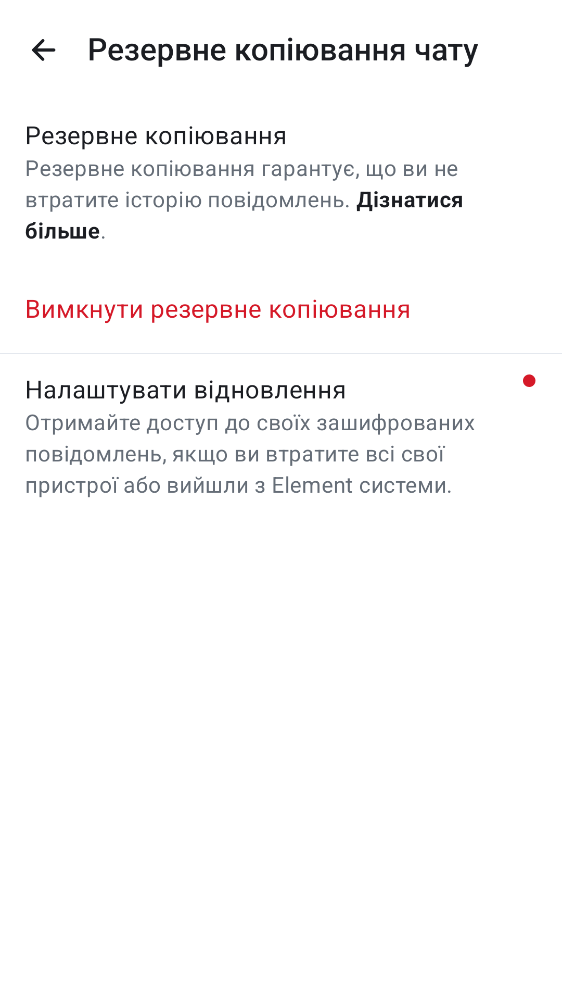 Резервне копіювання чату
Резервне копіювання
Резервне копіювання гарантує, що ви не
втратите історію повідомлень. Дізнатися
більше.
Вимкнути резервне копіювання
Налаштувати відновлення
Отримайте доступ до своїх зашифрованих
повідомлень, якщо ви втратите всі свої
пристрої або вийшли з Element системи.